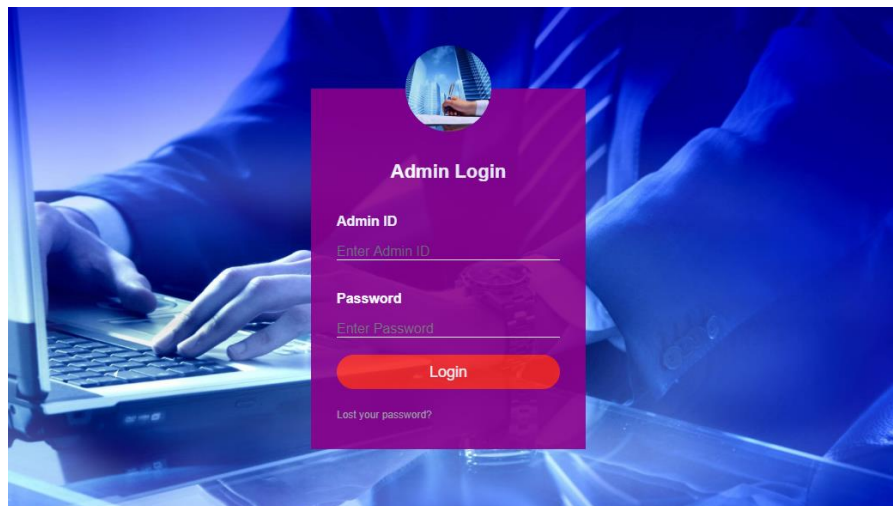 Admin Login
Admin ID
Enter Admin ID
Password
Enter Password
Login
Lost your password?